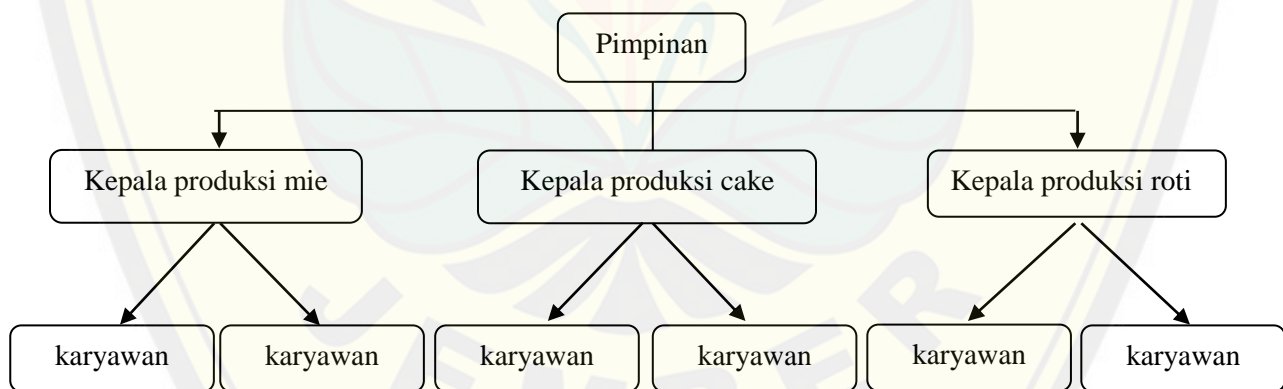 Pimpinan
Kepala produksi mie
Kepala produksi cake
Kepala produksi roti
karyawan
karyawan
karyawan
karyawan
karyawan
karyawan